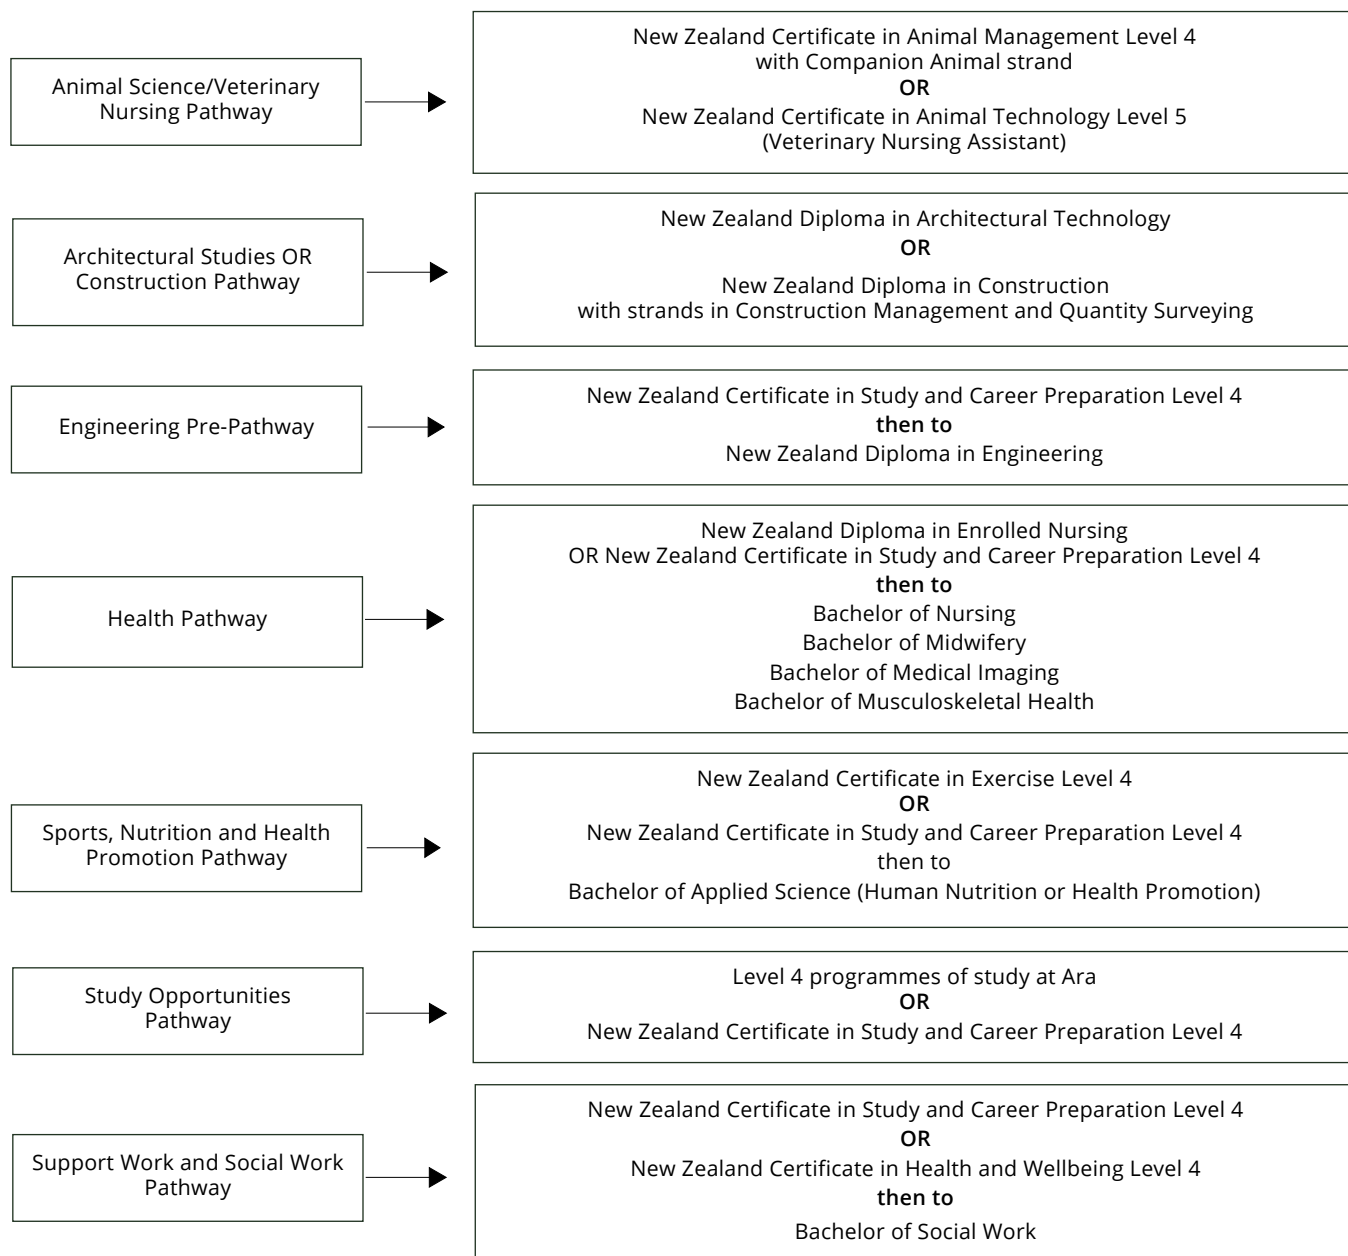 Animal Science/Veterinary
Nursing Pathway
New Zealand Certificate in Animal Management Level 4
with Companion Animal strand
OR
New Zealand Certificate in Animal Technology Level 5
(Veterinary Nursing Assistant)
Architectural Studies OR
Construction Pathway
New Zealand Diploma in Architectural Technology
OR
New Zealand Diploma in Construction
with strands in Construction Management and Quantity Surveying
Engineering Pre-Pathway
New Zealand Certificate in Study and Career Preparation Level 4
then to
New Zealand Diploma in Engineering
Health Pathway
New Zealand Diploma in Enrolled Nursing
OR New Zealand Certificate in Study and Career Preparation Level 4
then to
Bachelor of Nursing
Bachelor of Midwifery
Bachelor of Medical Imaging
Bachelor of Musculoskeletal Health
Sports, Nutrition and Health
Promotion Pathway
New Zealand Certificate in Exercise Level 4
OR
New Zealand Certificate in Study and Career Preparation Level 4
then to
Bachelor of Applied Science (Human Nutrition or Health Promotion)
Study Opportunities
Pathway
Level 4 programmes of study at Ara
OR
New Zealand Certificate in Study and Career Preparation Level 4
Support Work and Social Work
Pathway
New Zealand Certificate in Study and Career Preparation Level 4
OR
New Zealand Certificate in Health and Wellbeing Level 4
then to
Bachelor of Social Work